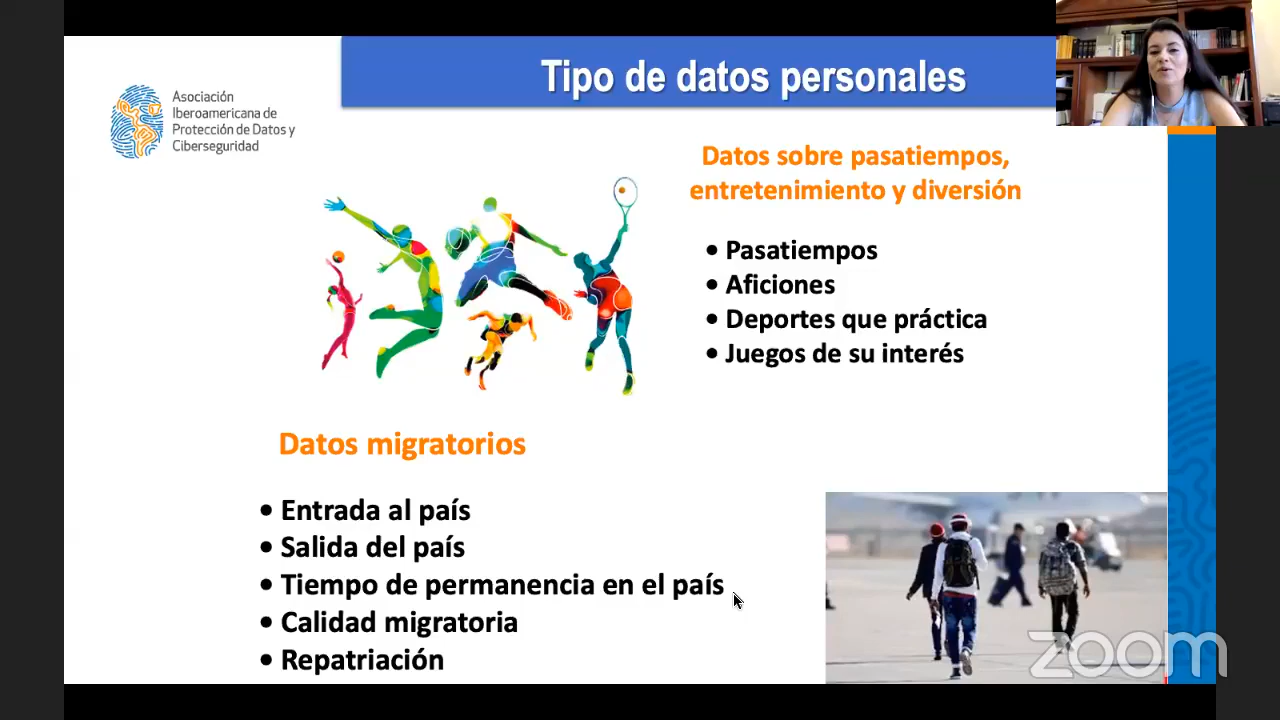 Tipo de datos personales
Asociación
Iberoamericana de
Protección de Datos y
Ciberseguridad
Datos sobre pasatiempos,
entretenimiento y diversión
• Pasatiempos
• Aficiones
• Deportes que práctica
• Juegos de su interés
Datos migratorios
• Entrada al país
• Salida del país
• Tiempo de permanencia en el país
• Calidad migratoria
• Repatriación
zoom